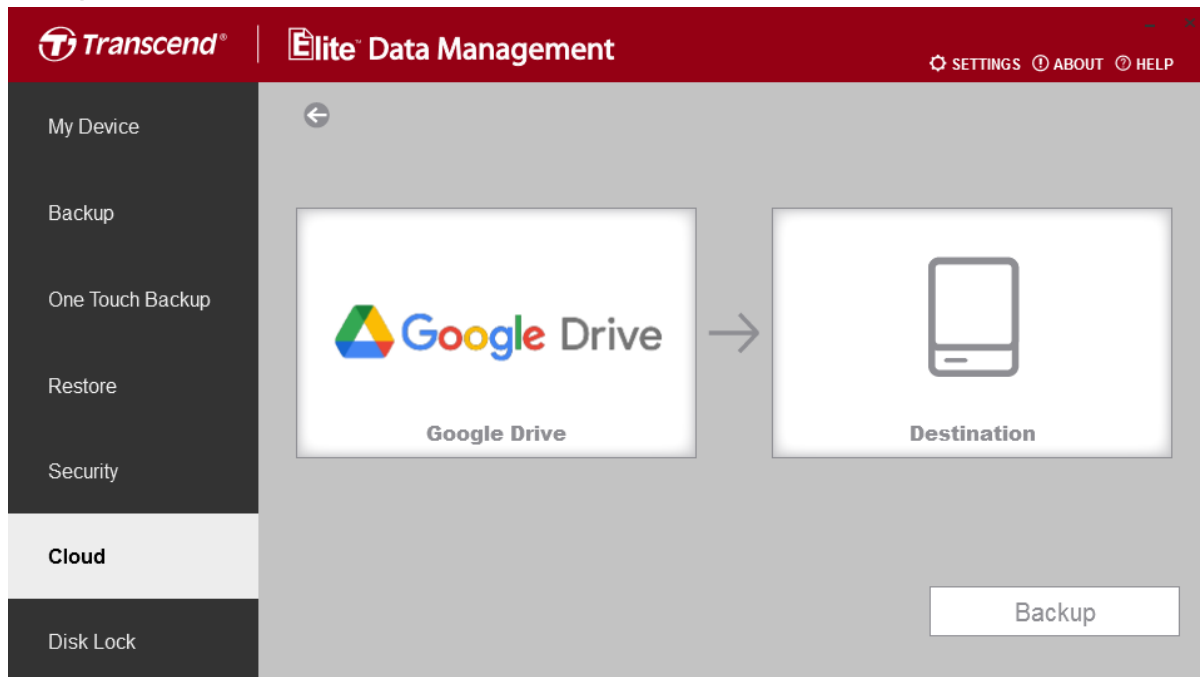 Transcend®
Elite™ Data Management
SETTINGS ABOUT HELP
My Device
Backup
One Touch Backup
Restore
Security
Cloud
Disk Lock
Google Drive
Google Drive
Destination
Backup